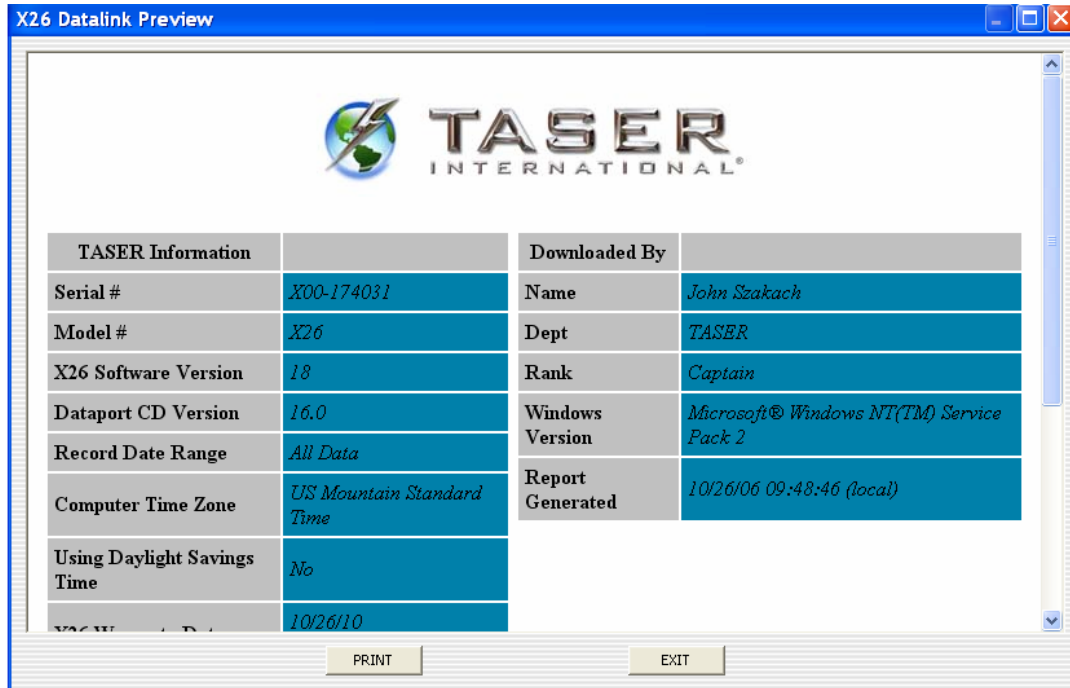 X26 Datalink Preview
TASER
INTERNATIONAL®
TASER Information
Serial # X00-174031
Model # X26
X26 Software Version 18
Dataport CD Version 16.0
Record Date Range All Data
Computer Time Zone US Mountain Standard
Time
Using Daylight Savings
Time No
X26 10/26/10
Downloaded By
Name John Szakach
Dept TASER
Rank Captain
Windows
Version Microsoft® Windows NT(TM) Service
Pack 2
Report
Generated 10/26/06 09:48:46 (local)
PRINT
EXIT